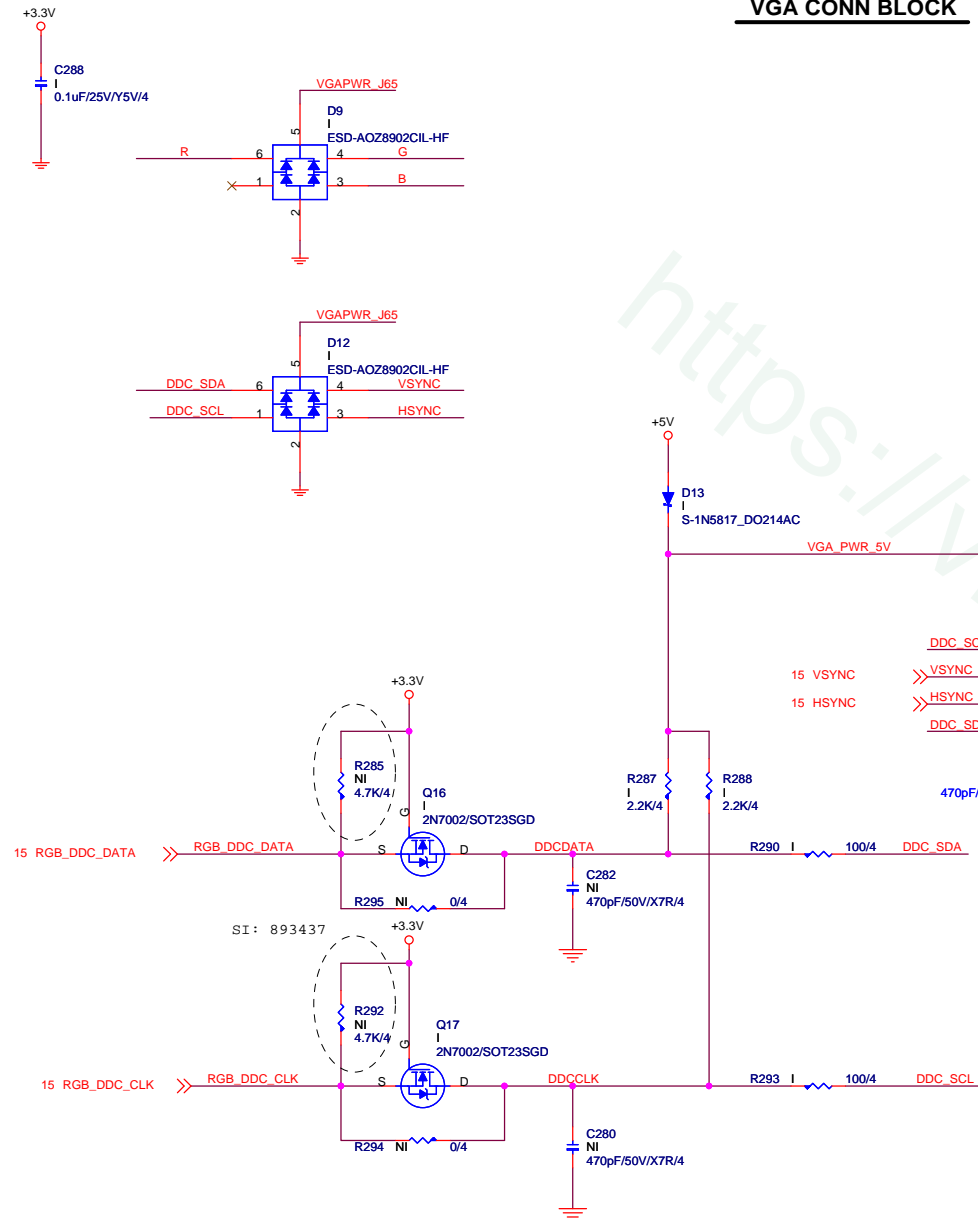 VGA CONN BLOCK
+3.3V
C288
I
0.1uF/25V/Y5V/4
VGAPWR_J65
D9
I
ESD-AOZ8902CIL-HF
5
R
6
4
G
1
3
B
2
VGAPWR_J65
D12
I
ESD-AOZ8902CIL-HF
5
DDC_SDA
6
4
VSYNC
DDC_SCL
1
3
HSYNC
2
https://
+5V
D13
I
S-1N5817_DO214AC
VGA_PWR_5V
DDC_SC
15 VSYNC
VSYNC
15 HSYNC
HSYNC
DDC_SD
470pF/
+3.3V
R285
NI
4.7K/4
G
Q16
I
2N7002/SOT23SGD
R287
I
2.2K/4
R288
I
2.2K/4
15 RGB_DDC_DATA
RGB_DDC_DATA
S
D
DDCDATA
R290 I 100/4
DDC_SDA
R295 NI 0/4
C282
NI
470pF/50V/X7R/4
SI: 893437
+3.3V
R292
NI
4.7K/4
G
Q17
I
2N7002/SOT23SGD
15 RGB_DDC_CLK
RGB_DDC_CLK
S
D
DDCCLK
R293 I 100/4
DDC_SCL
R294 NI 0/4
C280
NI
470pF/50V/X7R/4